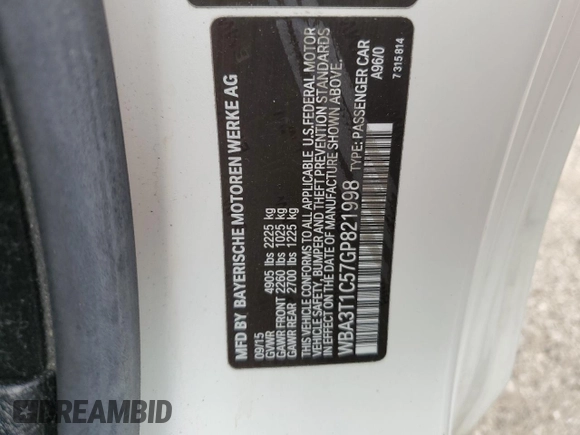 MFD BY BAYERISCHE MOTOREN WERKE AG
09/15
GVWR 4905 lbs 2225 kg
GAWR FRONT 2260 lbs 1025 kg
GAWR REAR 2700 lbs 1225 kg
THIS VEHICLE CONFORMS TO ALL APPLICABLE U.S.FEDERAL MOTOR
VEHICLE SAFETY, BUMPER, AND THEFT PREVENTION STANDARDS
IN EFFECT ON THE DATE OF MANUFACTURE SHOWN ABOVE.
WBA3T1C57GP821998 TYPE: PASSENGER CAR
A96/0
7 315 814
DREAMBID